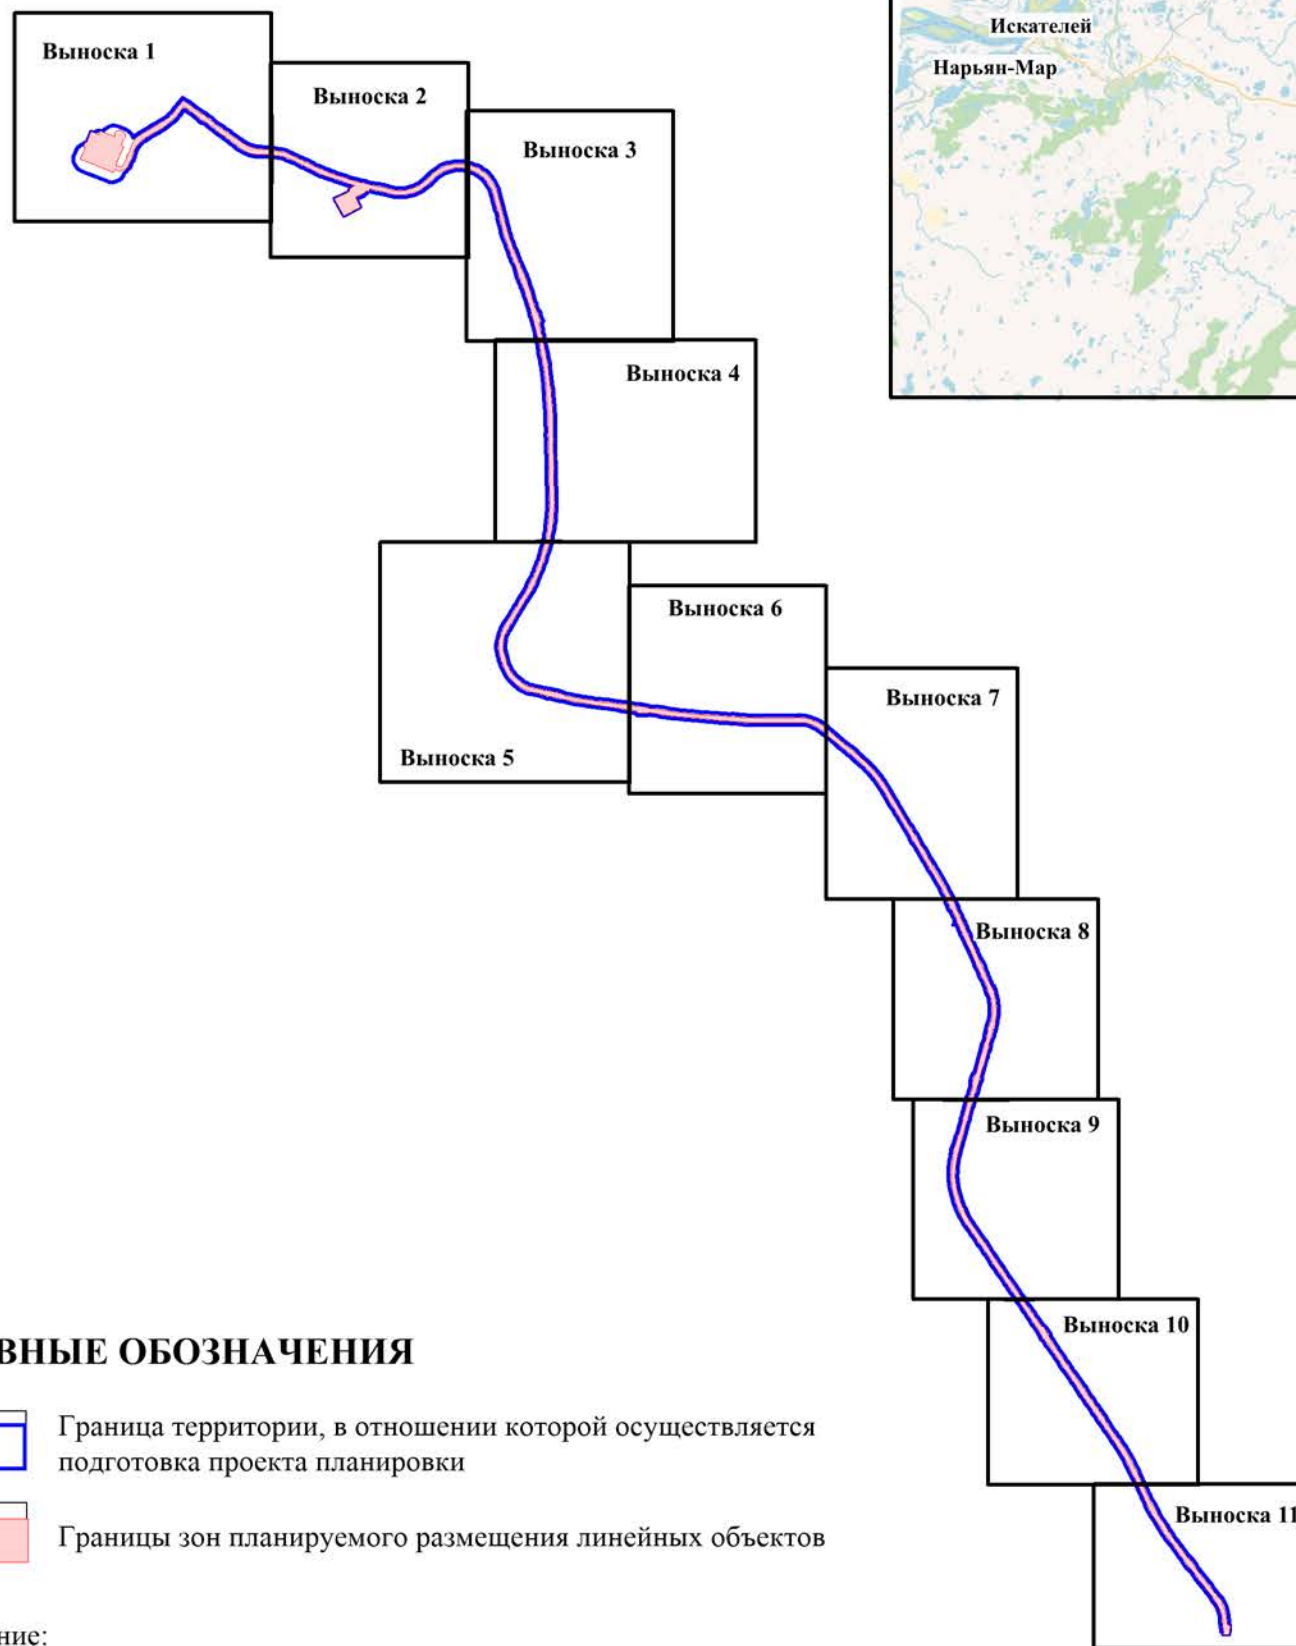 Выноска 1
Искателей
Нарьян-Мар
Выноска 2
Выноска 3
Выноска 4
Выноска 6
Выноска 7
Выноска 5
Выноска 8
Выноска 9
Выноска 10
ВНЫЕ ОБОЗНАЧЕНИЯ
Граница территории, в отношении которой осуществляется
подготовка проекта планировки
Выноска 11
Границы зон планируемого размещения линейных объектов
ние: